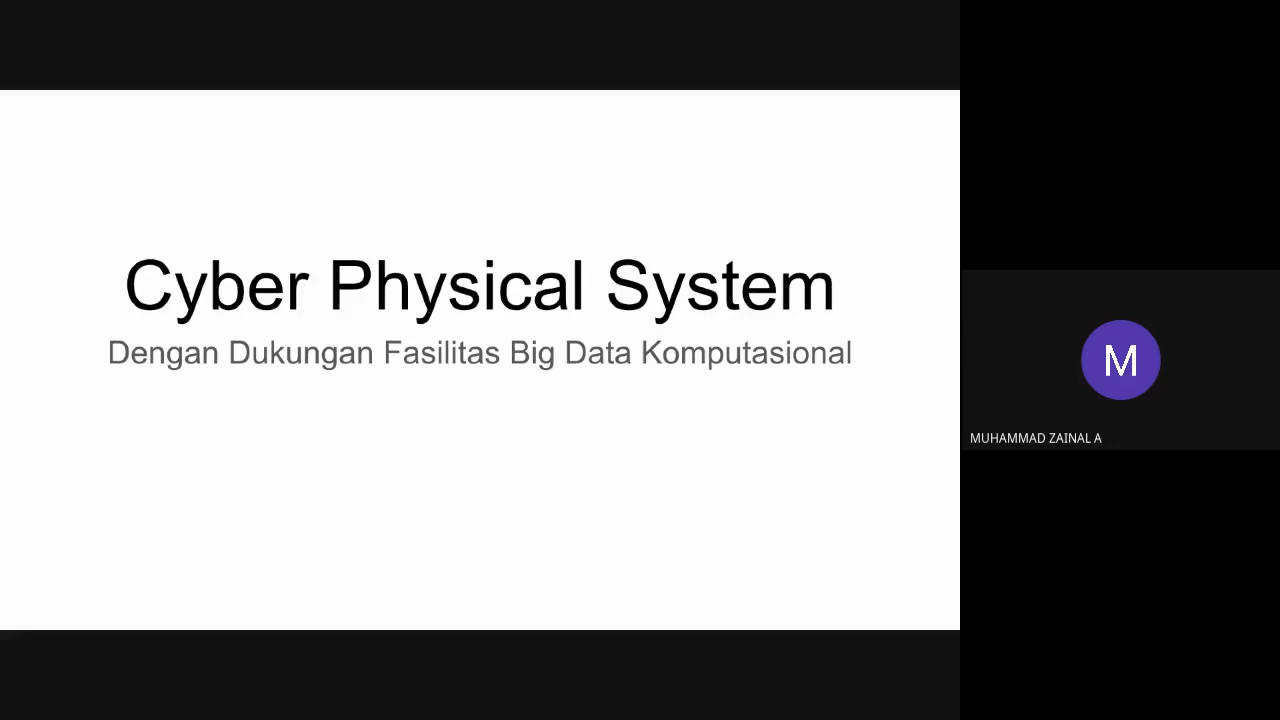 Cyber Physical System
Dengan Dukungan Fasilitas Big Data Komputasional
M
MUHAMMAD ZAINAL A